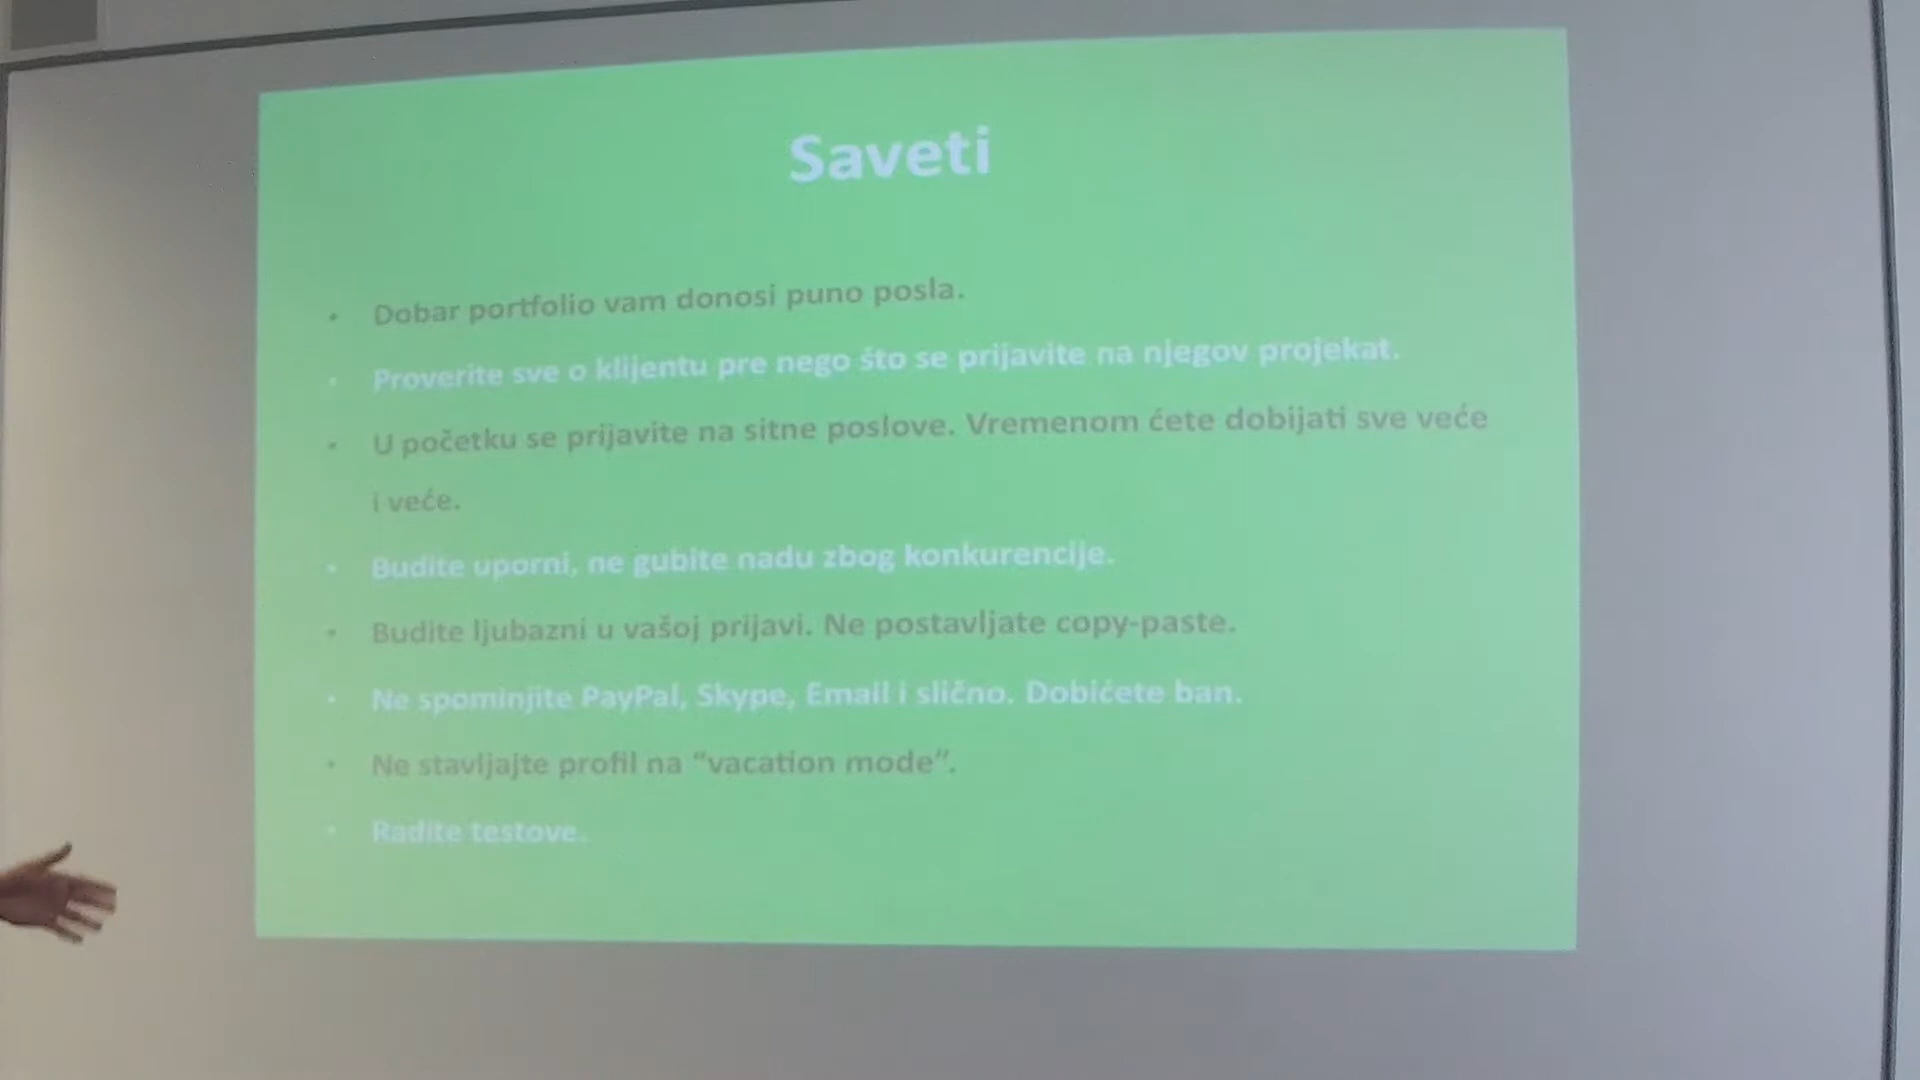 Saveti
• Dobar portfolio vam donosi puno posla.
• Proverite sve o klijentu pre nego što se prijavite na njegov projekat.
• U početku se prijavite na sitne poslove. Vremenom ćete dobijati sve veće
i veće.
• Budite uporni, ne gubite nadu zbog konkurencije.
• Budite ljubazni u vašoj prijavi. Ne postavljate copy-paste.
• Ne spominjite PayPal, Skype, Email i slično. Dobićete ban.
• Ne stavljajte profil na “vacation mode”.
• Radite testove.